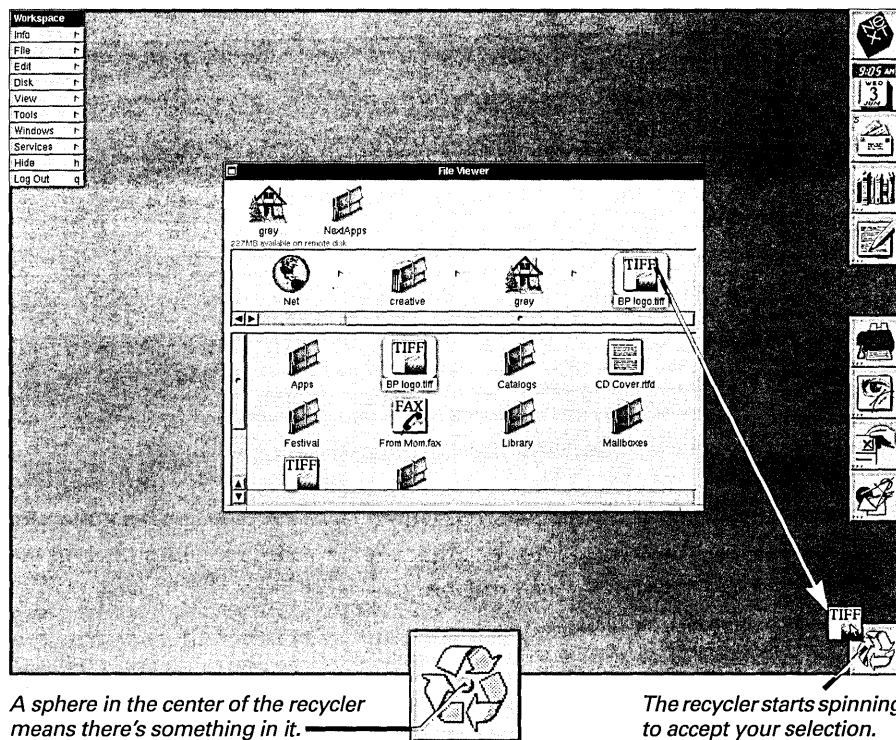 Workspace
Info
File
Edit
Disk
View
Tools
Windows
Services
Hide h
Log Out q
NeXT
9:05 AM
WED
3
JUN
File Viewer
grey NextApps
227MB available on remote disk
TIFF
Net creative grey BP logo.tiff
TIFF
Apps BP logo.tiff Catalogs CD Cover.rtfd
FAX
Festival From Mom.fax Library Mailboxes
TIFF
TIFF
A sphere in the center of the recycler
means there's something in it.
The recycler starts spinning
to accept your selection.